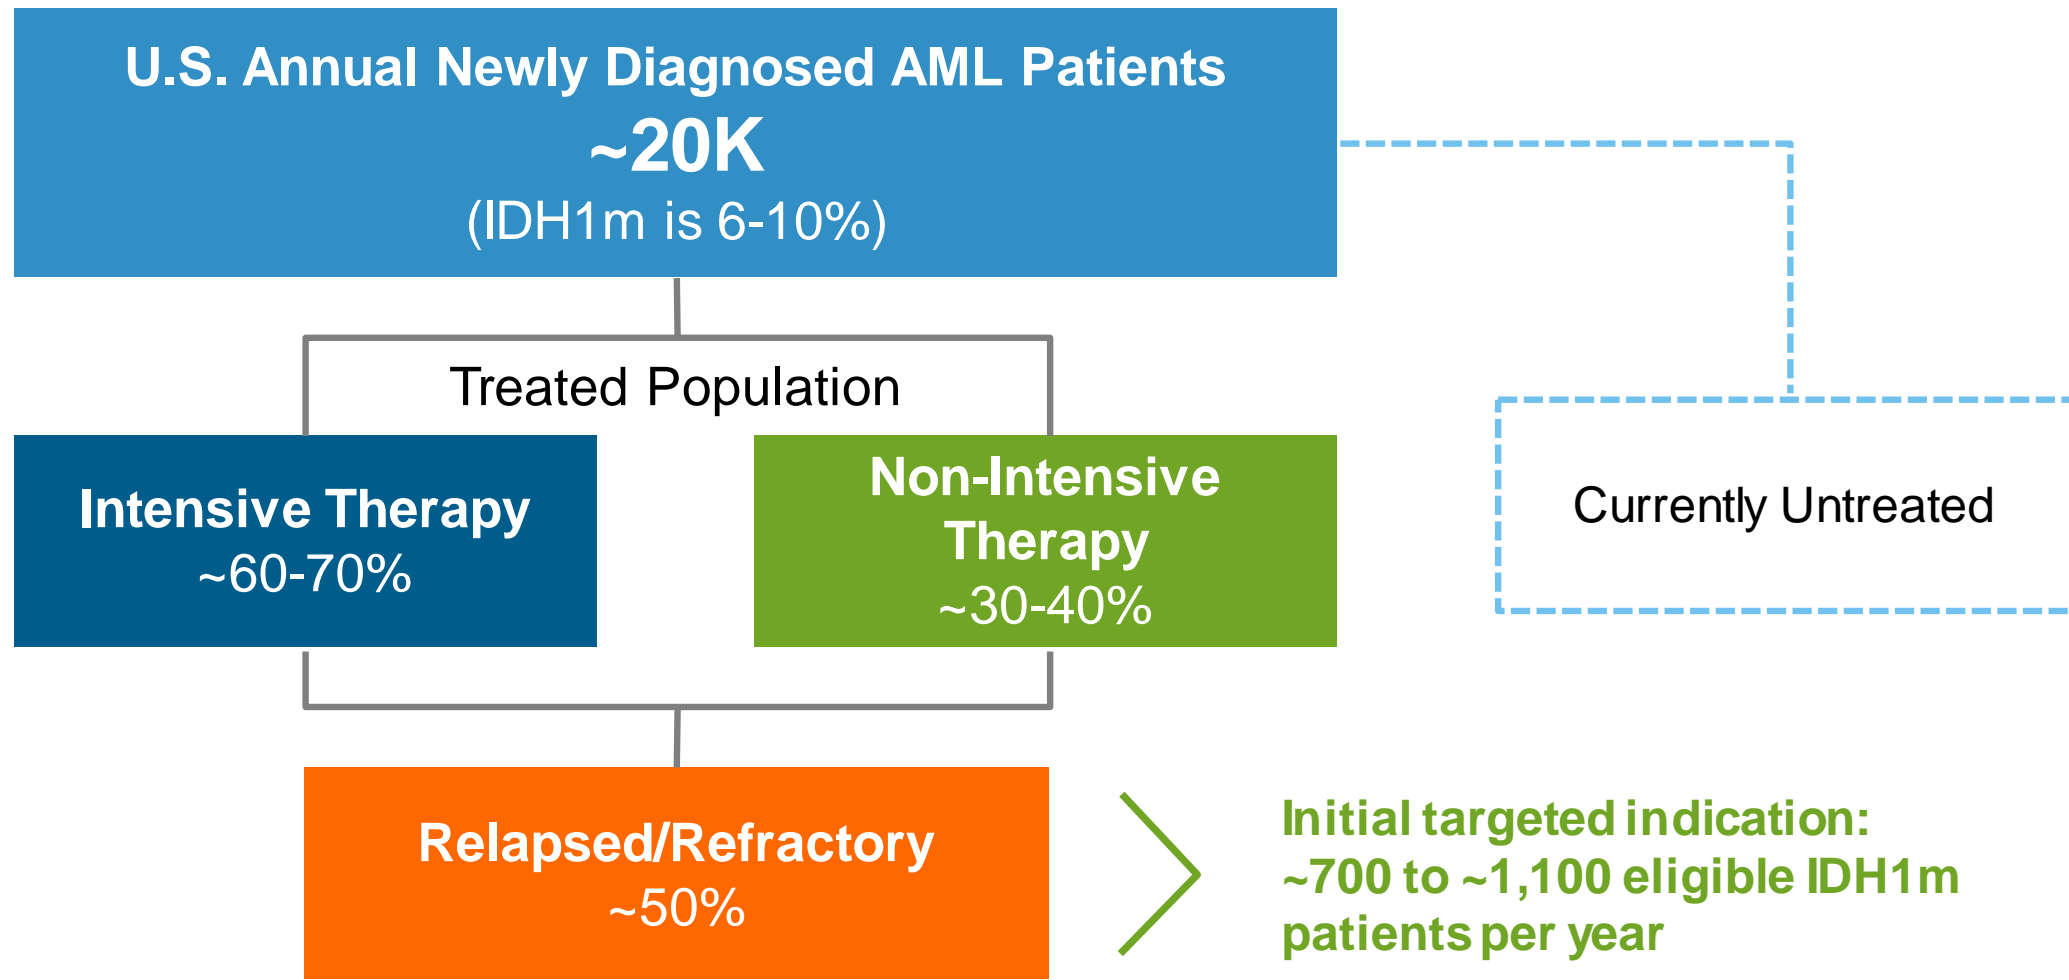 U.S. Annual Newly Diagnosed AML Patients
~20K
(IDH1m is 6-10%)
Treated Population
Intensive Therapy
~60-70%
Non-Intensive
Therapy
~30-40%
Currently Untreated
Relapsed/Refractory
~50%
Initial targeted indication:
~700 to ~1,100 eligible IDH1m
patients per year